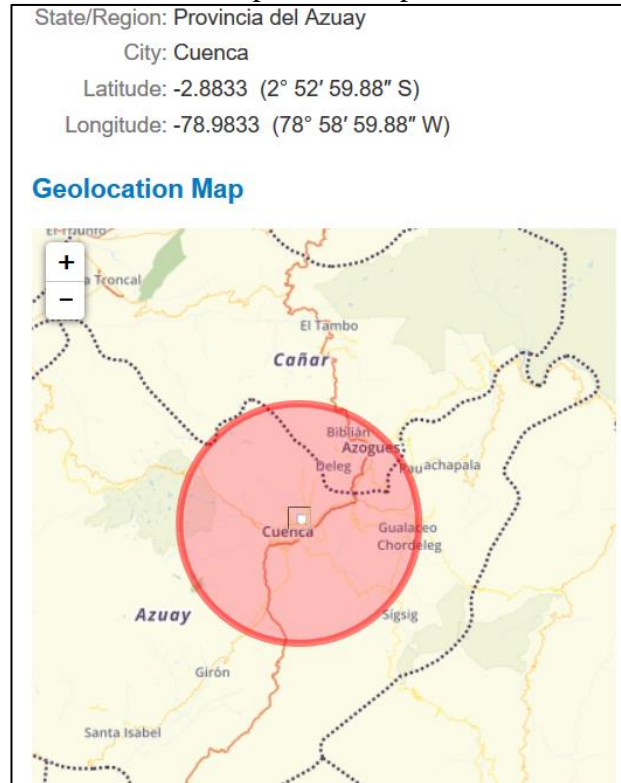 State/Region: Provincia del Azuay
City: Cuenca
Latitude: -2.8833 (2° 52′ 59.88″ S)
Longitude: -78.9833 (78° 58′ 59.88″ W)
Geolocation Map
+
−
Troncal
El Tambo
Cañar
Biblián
Azogues
Deleg
achapala
Cuenca
Gualaceo
Chordeleg
Azuay
Sígsig
Girón
Santa Isabel